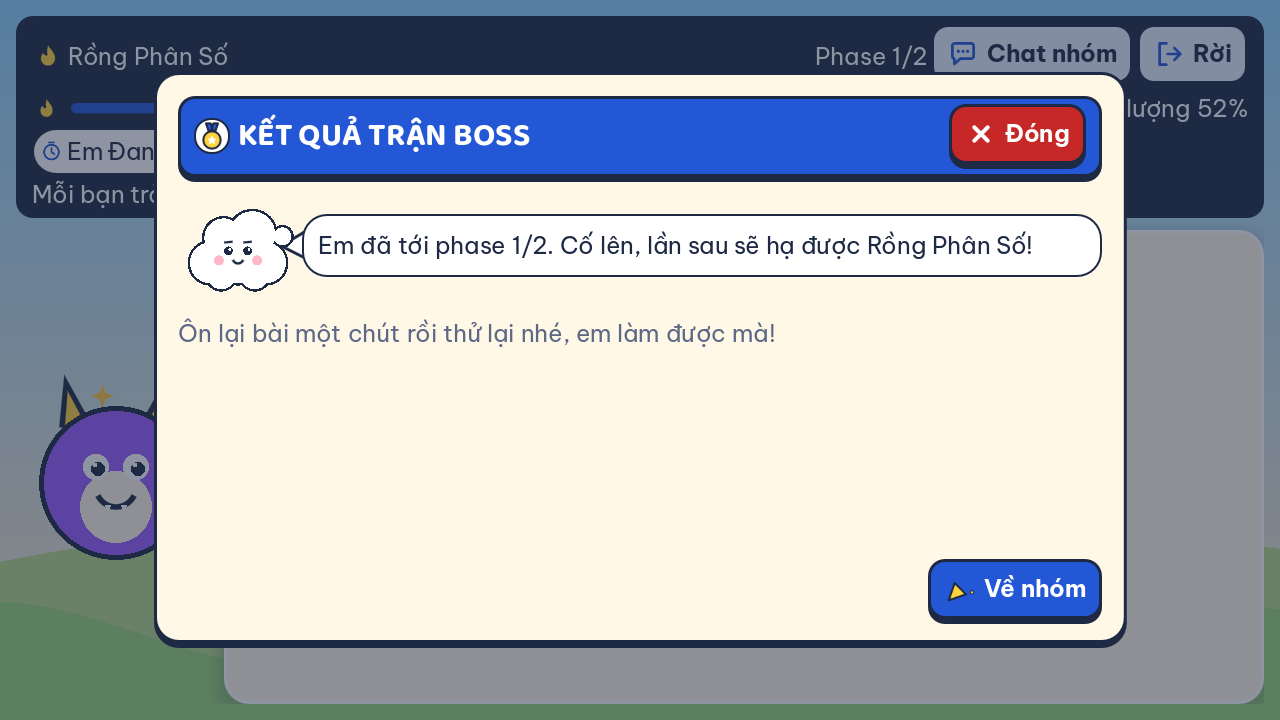 Rồng Phân Số
Phase 1/2
Chat nhóm
Rời
lượng 52%
Em Đan
Mỗi bạn
KẾT QUẢ TRẬN BOSS
Đóng
Em đã tới phase 1/2. Cố lên, lần sau sẽ hạ được Rồng Phân Số!
Ôn lại bài một chút rồi thử lại nhé, em làm được mà!
Về nhóm